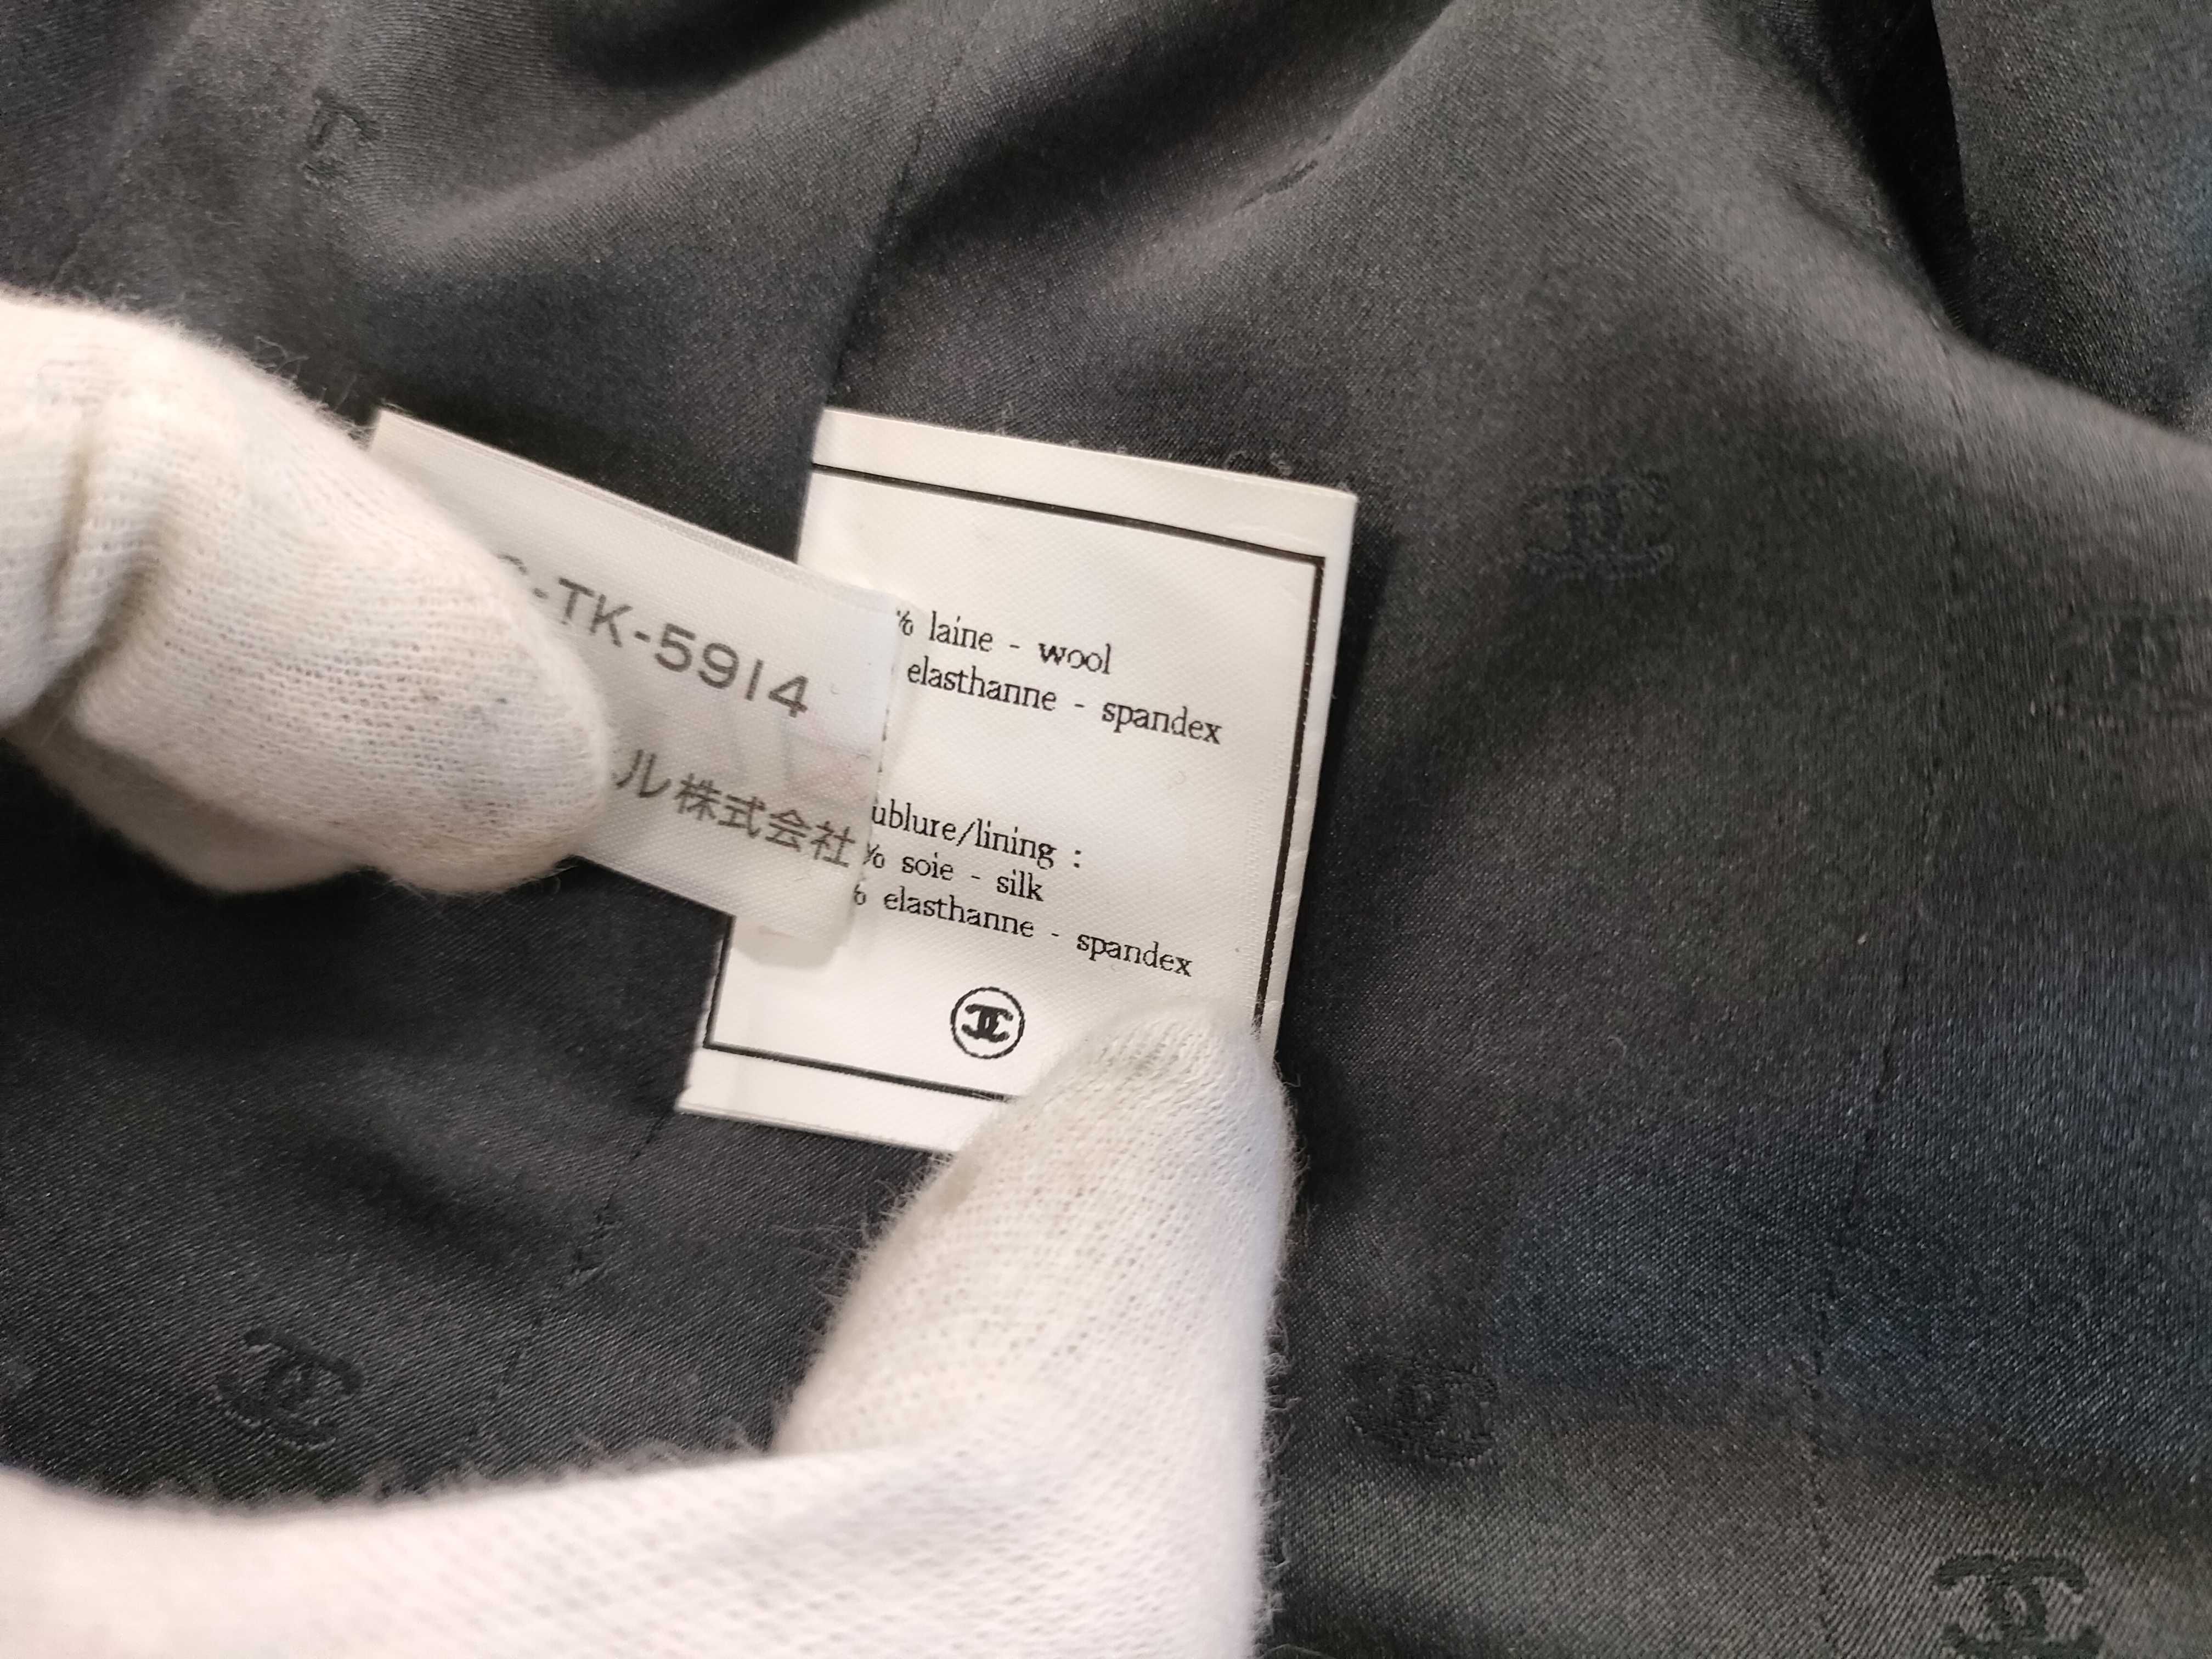 -TK-5914
ル株式会社
% laine - wool
elasthanne - spandex
ublure/lining :
% soie - silk
% elasthanne - spandex